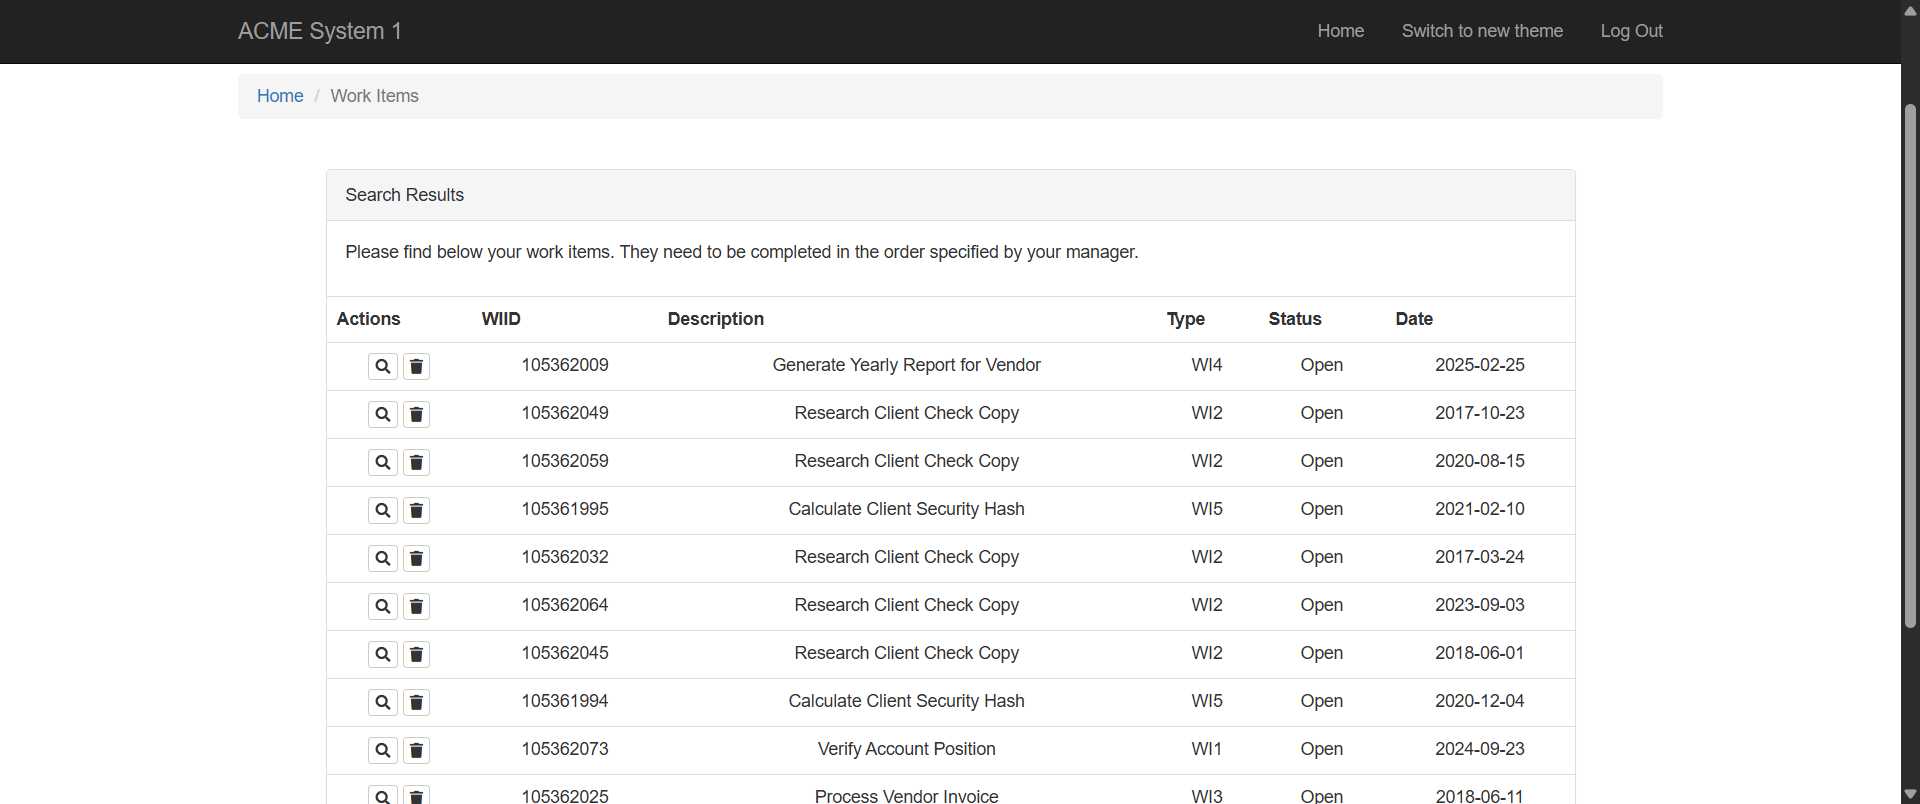 ACME System 1 Home Switch to new theme Log Out
Home / Work Items
Search Results
Please find below your work items. They need to be completed in the order specified by your manager.
Actions WIID Description Type Status Date
105362009 Generate Yearly Report for Vendor WI4 Open 2025-02-25
105362049 Research Client Check Copy WI2 Open 2017-10-23
105362059 Research Client Check Copy WI2 Open 2020-08-15
105361995 Calculate Client Security Hash WI5 Open 2021-02-10
105362032 Research Client Check Copy WI2 Open 2017-03-24
105362064 Research Client Check Copy WI2 Open 2023-09-03
105362045 Research Client Check Copy WI2 Open 2018-06-01
105361994 Calculate Client Security Hash WI5 Open 2020-12-04
105362073 Verify Account Position WI1 Open 2024-09-23
105362025 Process Vendor Invoice WI3 Open 2018-06-11